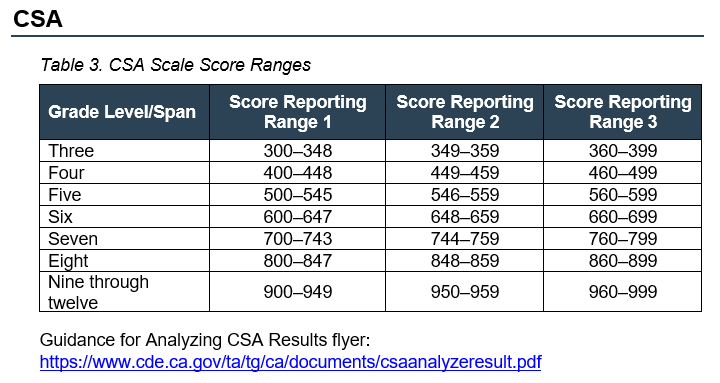 CSA
Table 3. CSA Scale Score Ranges
Grade Level/Span Score Reporting Range 1 Score Reporting Range 2 Score Reporting Range 3
Three 300–348 349–359 360–399
Four 400–448 449–459 460–499
Five 500–545 546–559 560–599
Six 600–647 648–659 660–699
Seven 700–743 744–759 760–799
Eight 800–847 848–859 860–899
Nine through twelve 900–949 950–959 960–999
Guidance for Analyzing CSA Results flyer:
https://www.cde.ca.gov/ta/tg/ca/documents/csaanalyzeresult.pdf